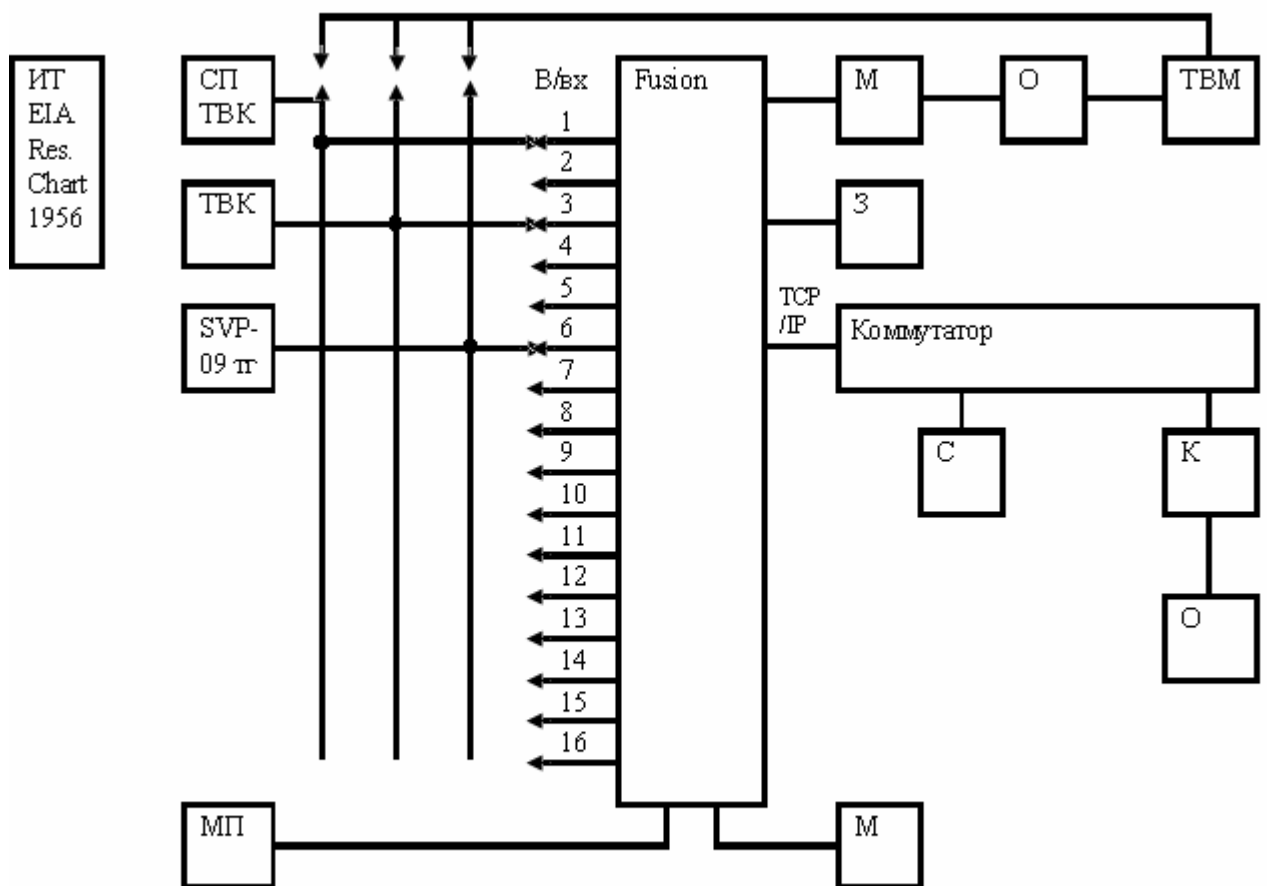 ИТ
EIA
Res.
Chart
1956
СП
ТВК
ТВК
SVP-
09 тг
В/вх
1
2
3
4
5
6
7
8
9
10
11
12
13
14
15
16
Fusion
М
О
ТВМ
З
TCP
/IP
Коммутатор
С
К
О
МП
М